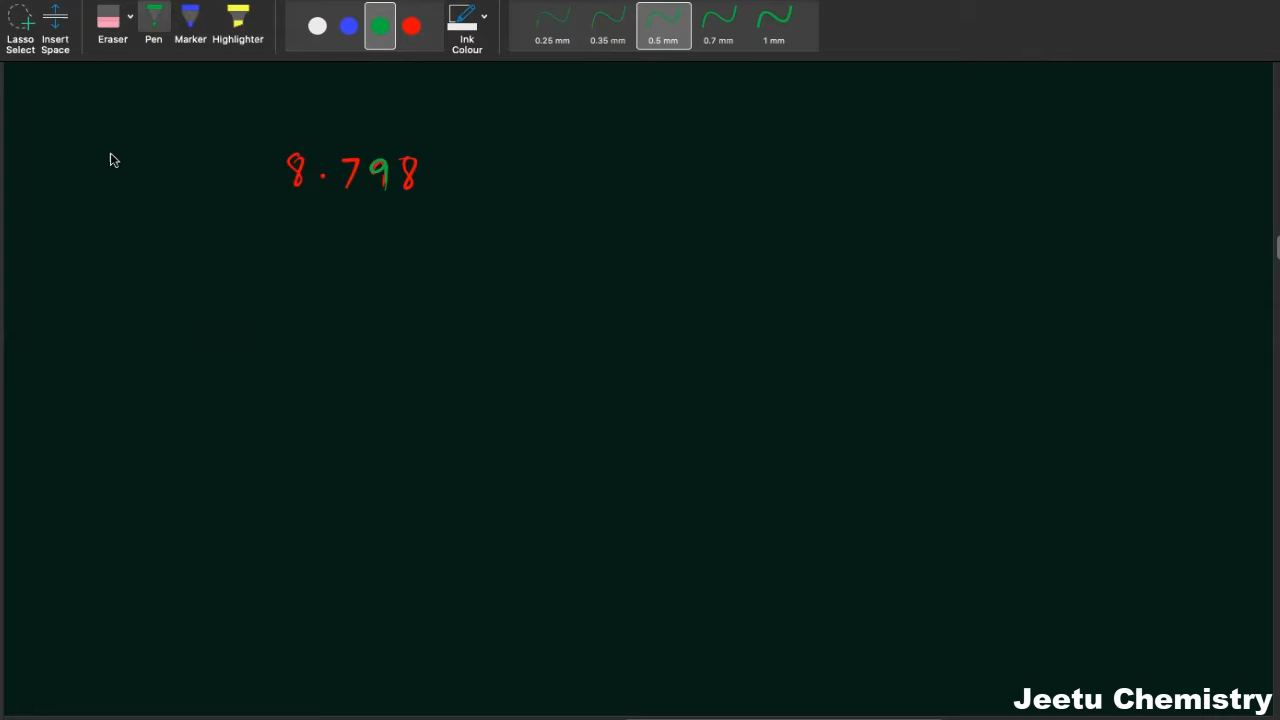 Lasso Select
Insert Space
Eraser
Pen
Marker
Highlighter
Ink Colour
0.25 mm
0.35 mm
0.5 mm
0.7 mm
1 mm
8.798
Jeetu Chemistry